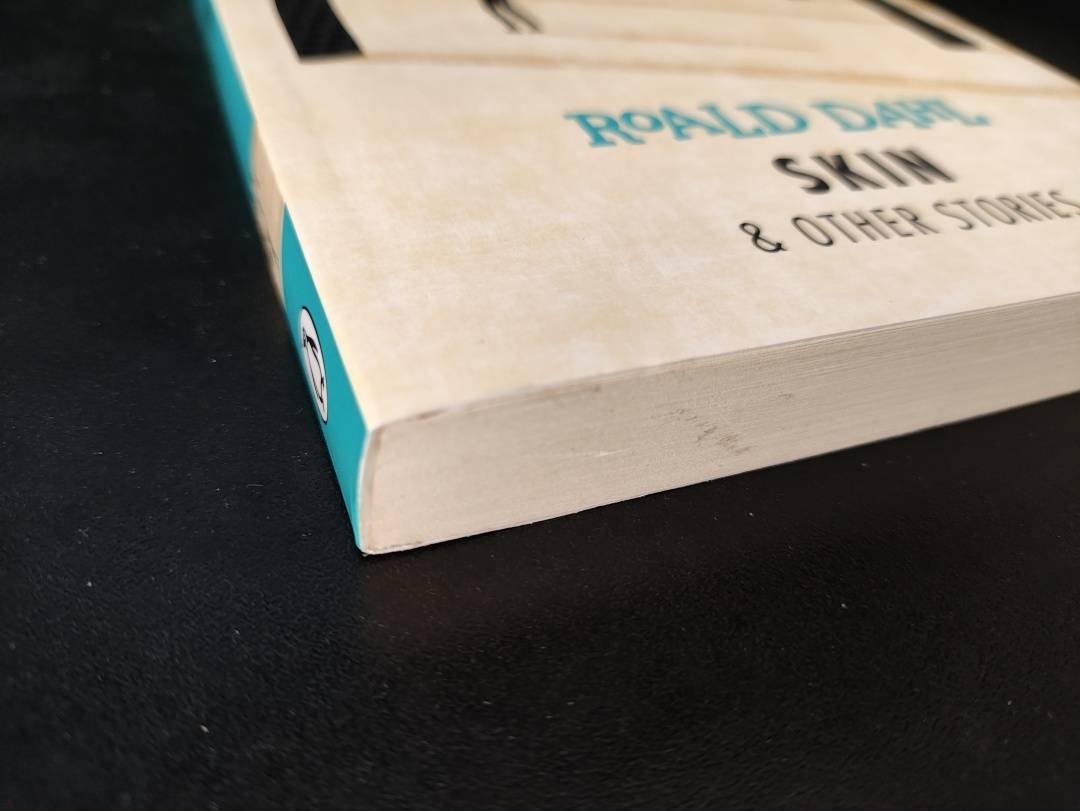 ROALD DAHL
SKIN
& OTHER STORIES